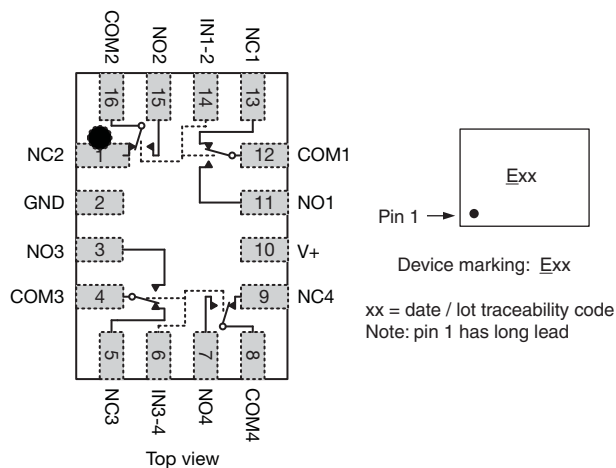 COM2
NO2
IN1-2
NC1
16
15
14
13
NC2
1
12
COM1
GND
2
11
NO1
NO3
3
10
V+
COM3
4
9
NC4
5
6
7
8
NC3
IN3-4
NO4
COM4
Top view
Exx
Pin 1
Device marking: Exx
xx = date / lot traceability code
Note: pin 1 has long lead